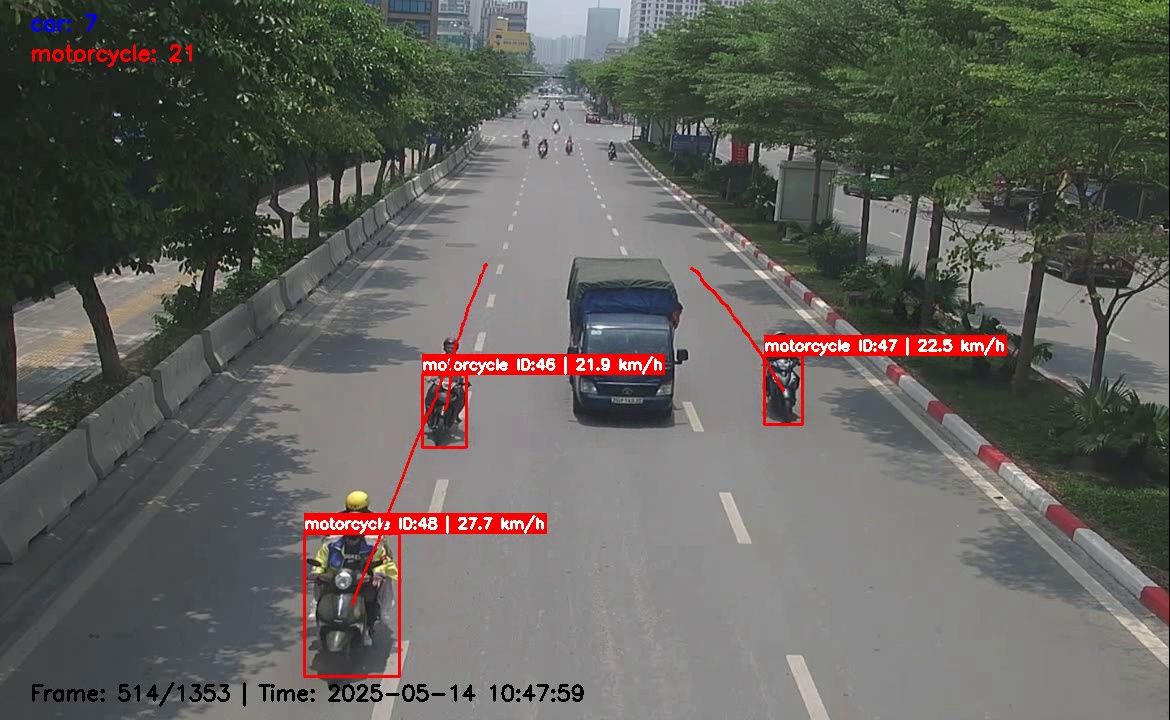 car: 7
motorcycle: 21
motorcycle ID:47 | 22.5 km/h
motorcycle ID:46 | 21.9 km/h
motorcycle ID:48 | 27.7 km/h
Frame: 514/1353 | Time: 2025-05-14 10:47:59